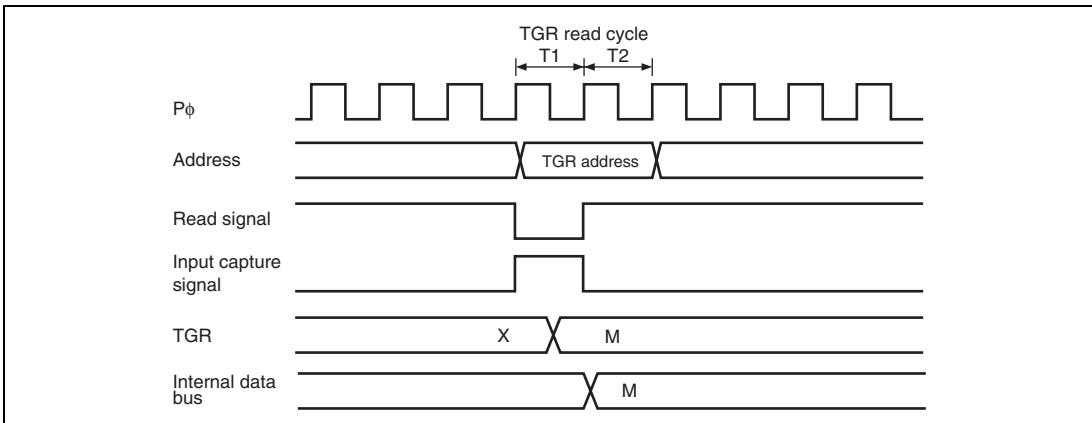 TGR read cycle
T1 T2
Pϕ
Address
TGR address
Read signal
Input capture
signal
TGR
X
M
Internal data
bus
M